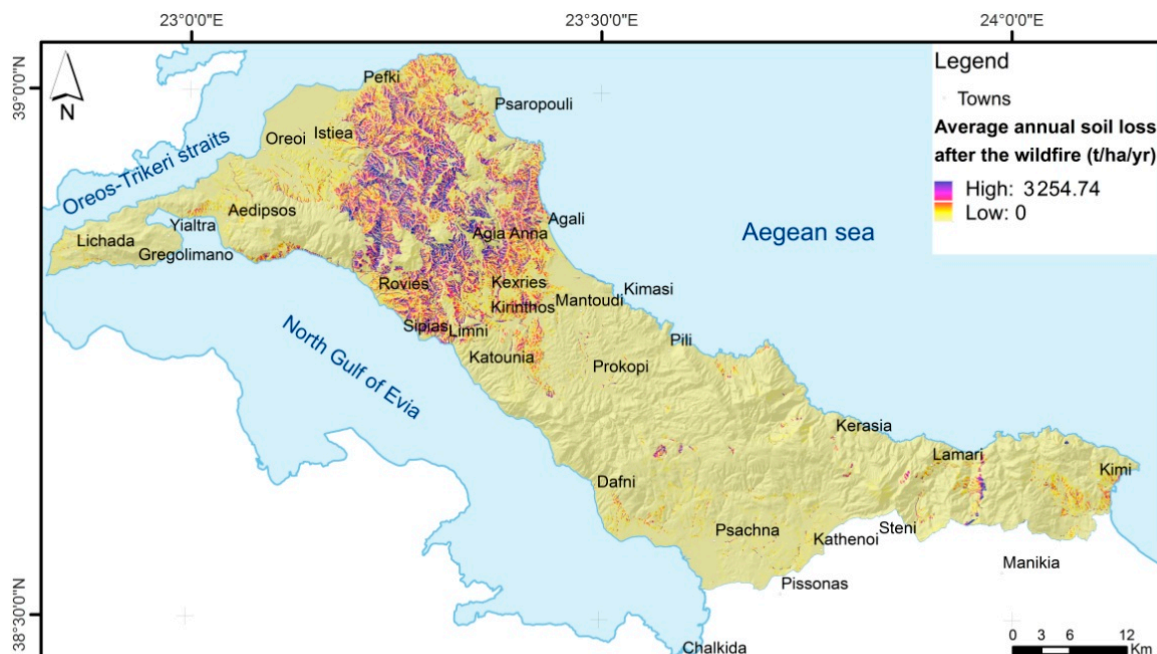 23°0'0"E
23°30'0"E
24°0'0"E
39°0'0"N
38°30'0"N
N
Legend
Towns
Average annual soil loss
after the wildfire (t/ha/yr)
High: 3 254.74
Low: 0
Pefki
Psaropouli
Istiea
Oreoi
Oreos-Trikeri straits
Aedipsos
Yialtra
Lichada
Gregolimano
Agali
Agia Anna
Aegean sea
Rovies
Kexries
Kimasi
Mantoudi
Kirinthos
Sipias
Limni
North Gulf of Evia
Pili
Katounia
Prokopi
Kerasia
Lamari
Kimi
Dafni
Psachna
Steni
Kathenoi
Manikia
Pissonas
Chalkida
0 3 6 12
Km